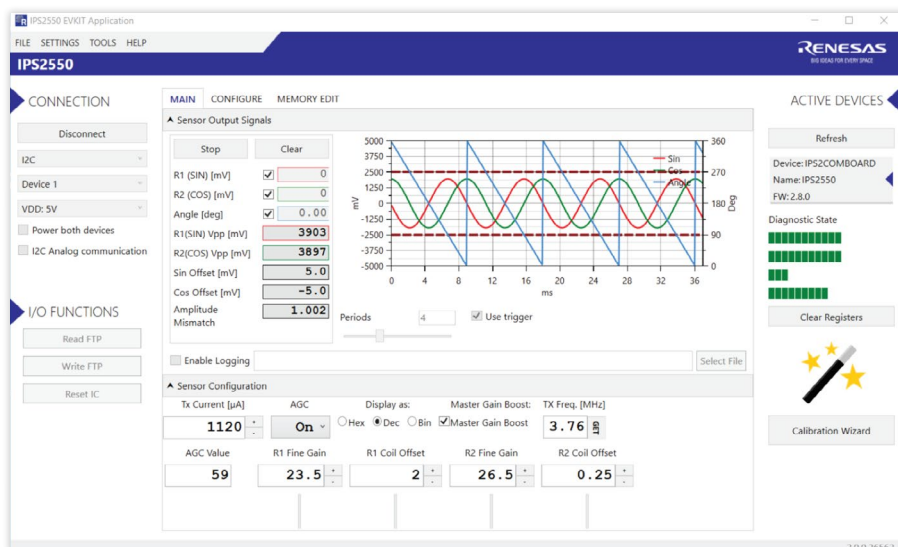 IPS2550 EVKIT Application
FILE SETTINGS TOOLS HELP
IPS2550
RENESAS
BIG IDEAS FOR EVERY SPACE
CONNECTION
Disconnect
I2C
Device 1
VDD: 5V
Power both devices
I2C Analog communication
I/O FUNCTIONS
Read FTP
Write FTP
Reset IC
MAIN CONFIGURE MEMORY EDIT
Sensor Output Signals
Stop Clear
R1 (SIN) [mV] 0
R2 (COS) [mV] 0
Angle [deg] 0.00
R1(SIN) Vpp [mV] 3903
R2(COS) Vpp [mV] 3897
Sin Offset [mV] 5.0
Cos Offset [mV] -5.0
Amplitude
Mismatch 1.002
5000
3750
2500
1250
0
-1250
-2500
-3750
-5000
mV
0 4 8 12 16 20 24 28 32 36
ms
360
270
180
90
0
Deg
Sin
Cos
Angle
Periods 4 Use trigger
Enable Logging Select File
Sensor Configuration
Tx Current [µA] AGC Display as: Master Gain Boost: TX Freq. [MHz]
1120 On Hex Dec Bin Master Gain Boost 3.76 GET
AGC Value R1 Fine Gain R1 Coil Offset R2 Fine Gain R2 Coil Offset
59 23.5 2 26.5 0.25
ACTIVE DEVICES
Refresh
Device: IPS2COMBOARD
Name: IPS2550
FW: 2.8.0
Diagnostic State
Clear Registers
Calibration Wizard